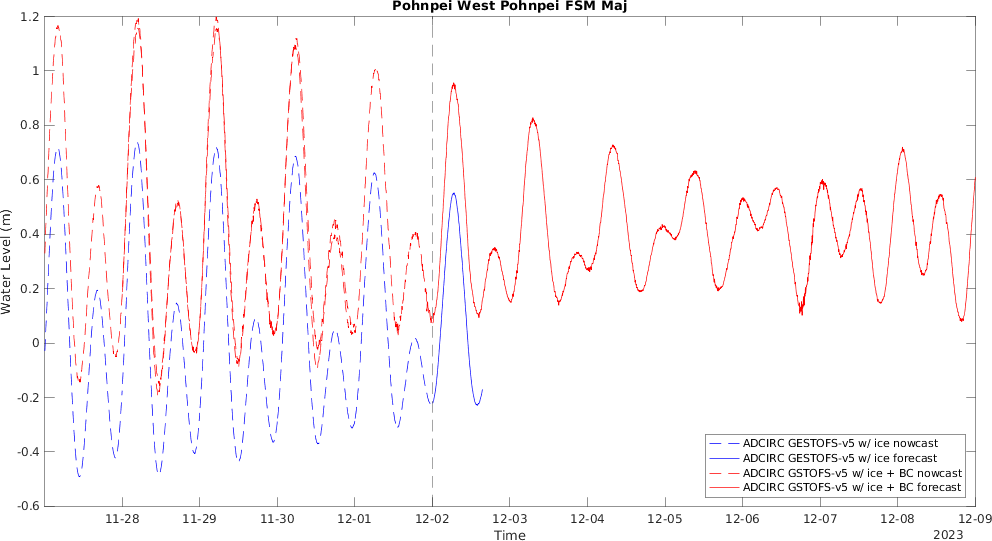 Pohnpei West Pohnpei FSM Maj
1.2
1
0.8
0.6
0.4
0.2
0
-0.2
-0.4
-0.6
Water Level (m)
11-28 11-29 11-30 12-01 12-02 12-03 12-04 12-05 12-06 12-07 12-08 12-09
Time
2023
ADCIRC GESTOFS-v5 w/ ice nowcast
ADCIRC GESTOFS-v5 w/ ice forecast
ADCIRC GSTOFS-v5 w/ ice + BC nowcast
ADCIRC GSTOFS-v5 w/ ice + BC forecast